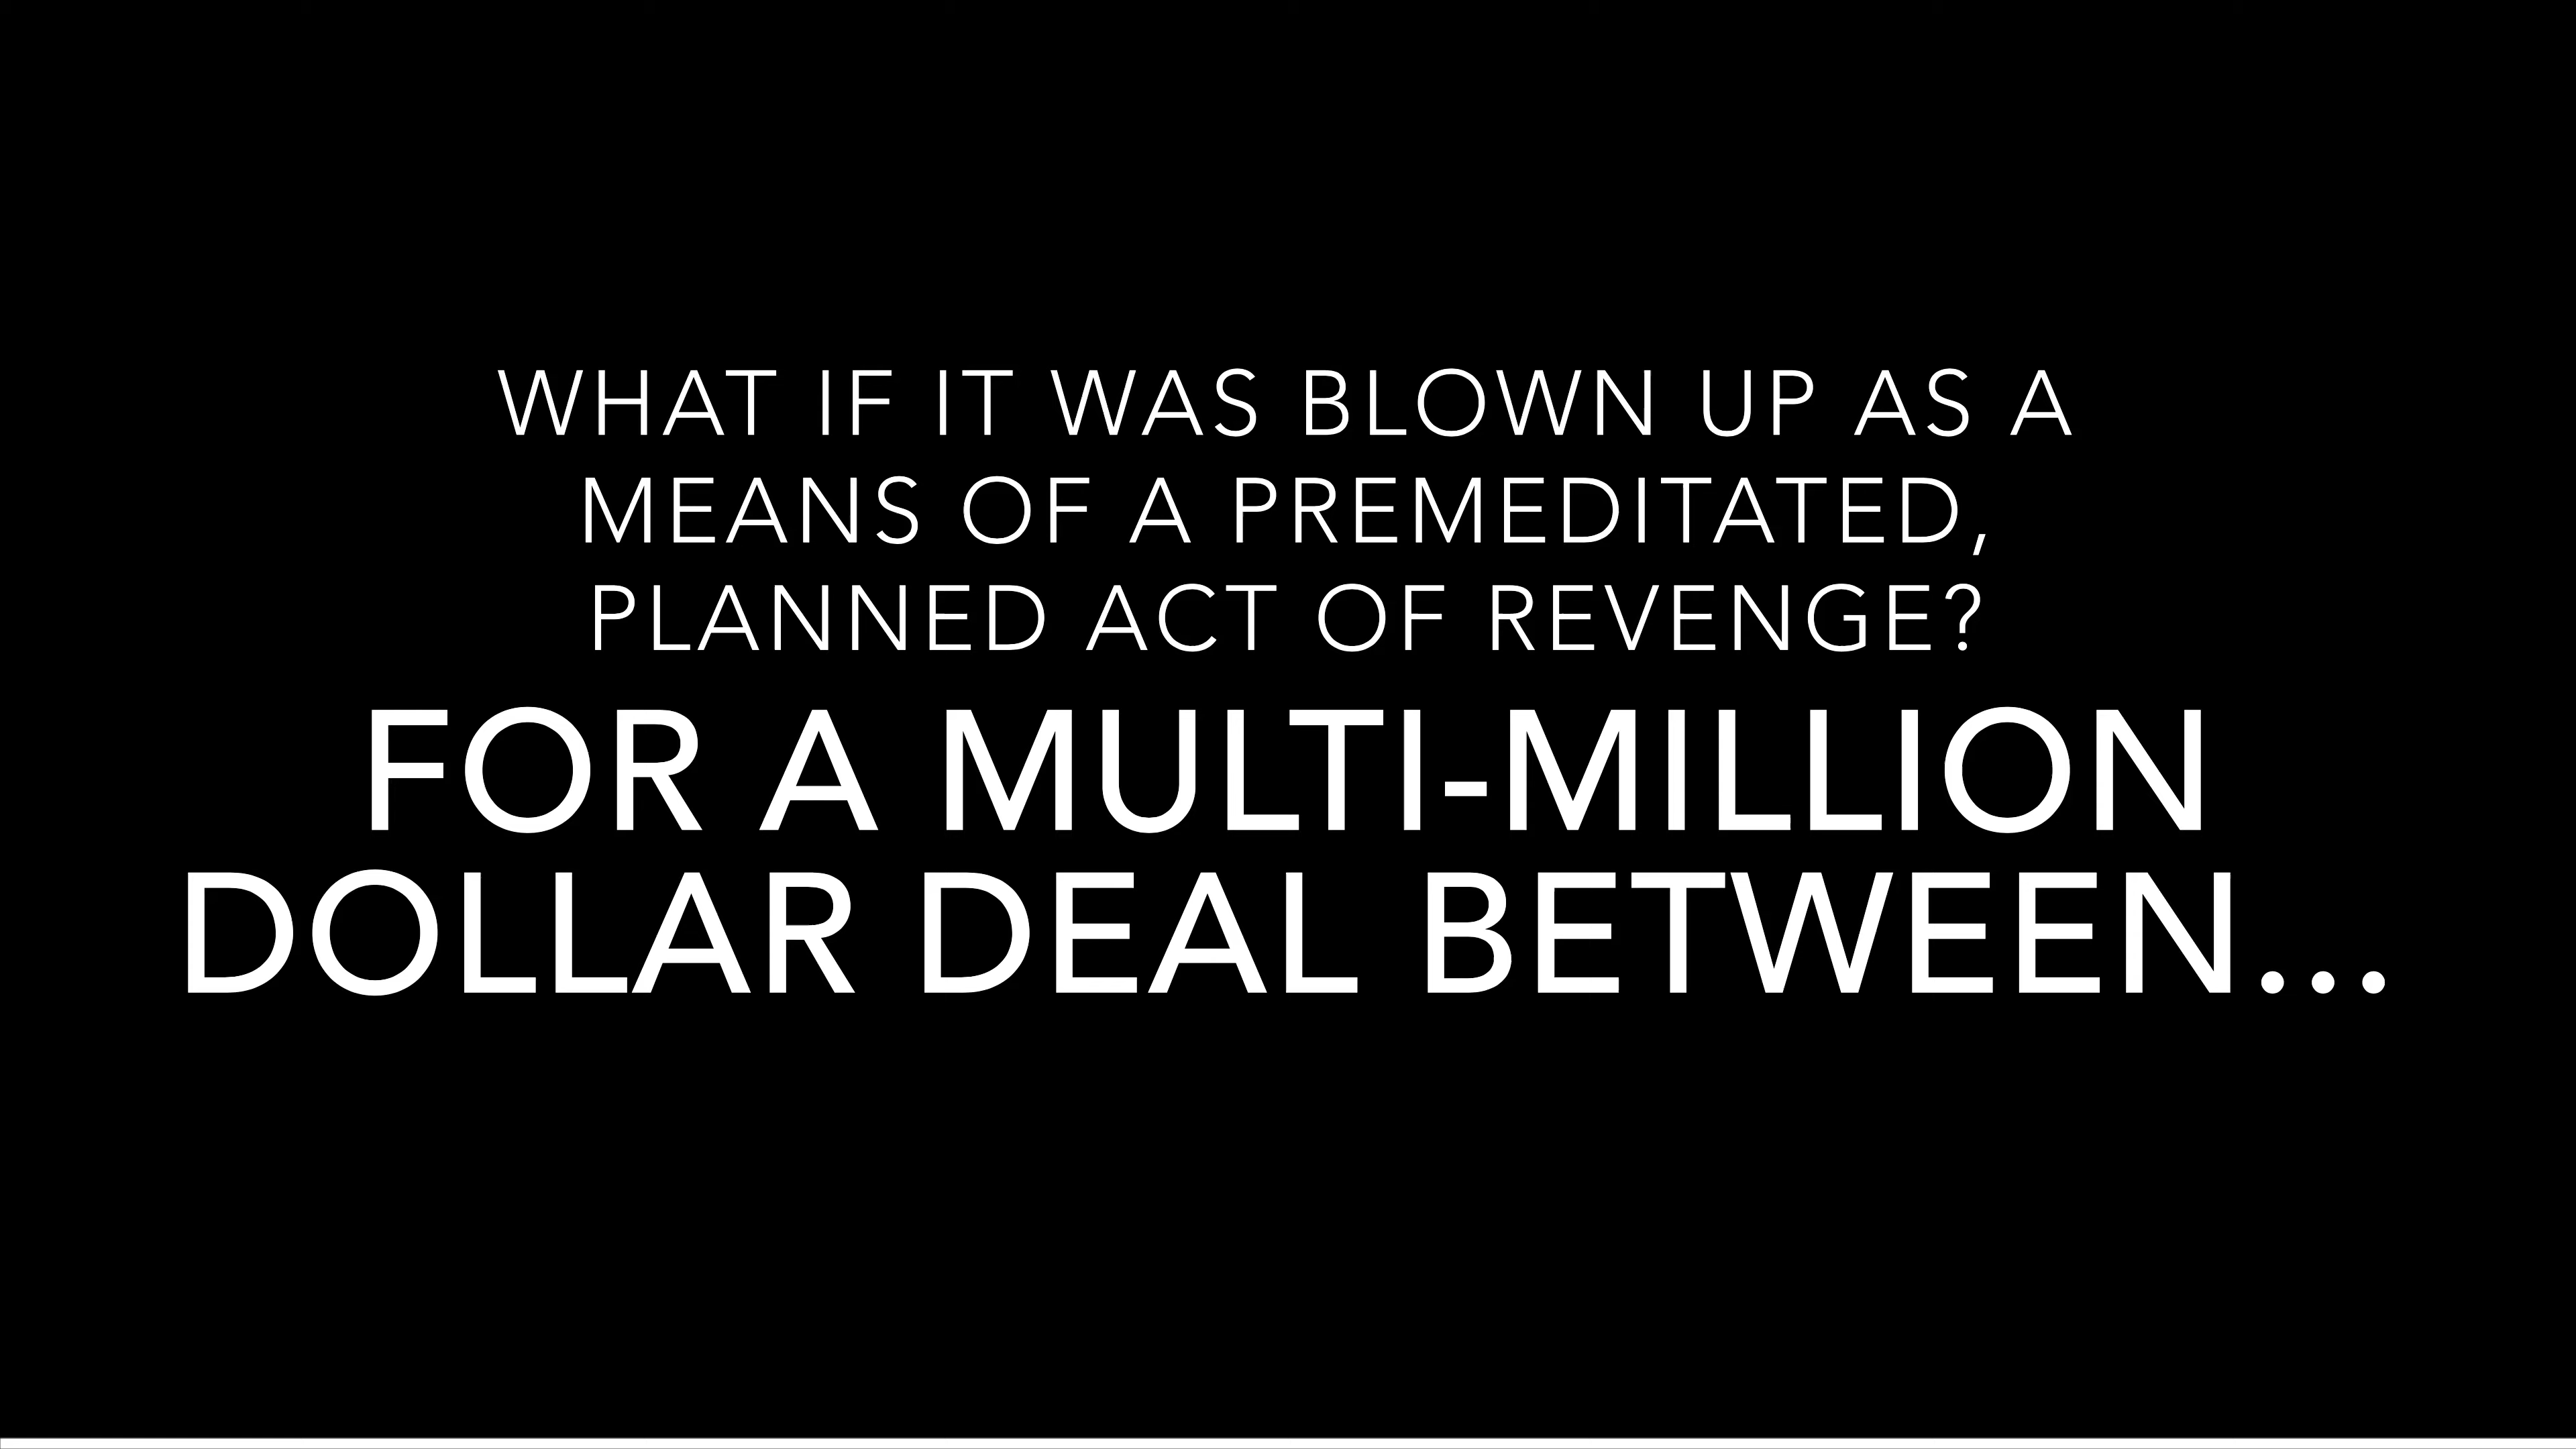 WHAT IF IT WAS BLOWN UP AS A
MEANS OF A PREMEDITATED,
PLANNED ACT OF REVENGE?
FOR A MULTI-MILLION
DOLLAR DEAL BETWEEN...